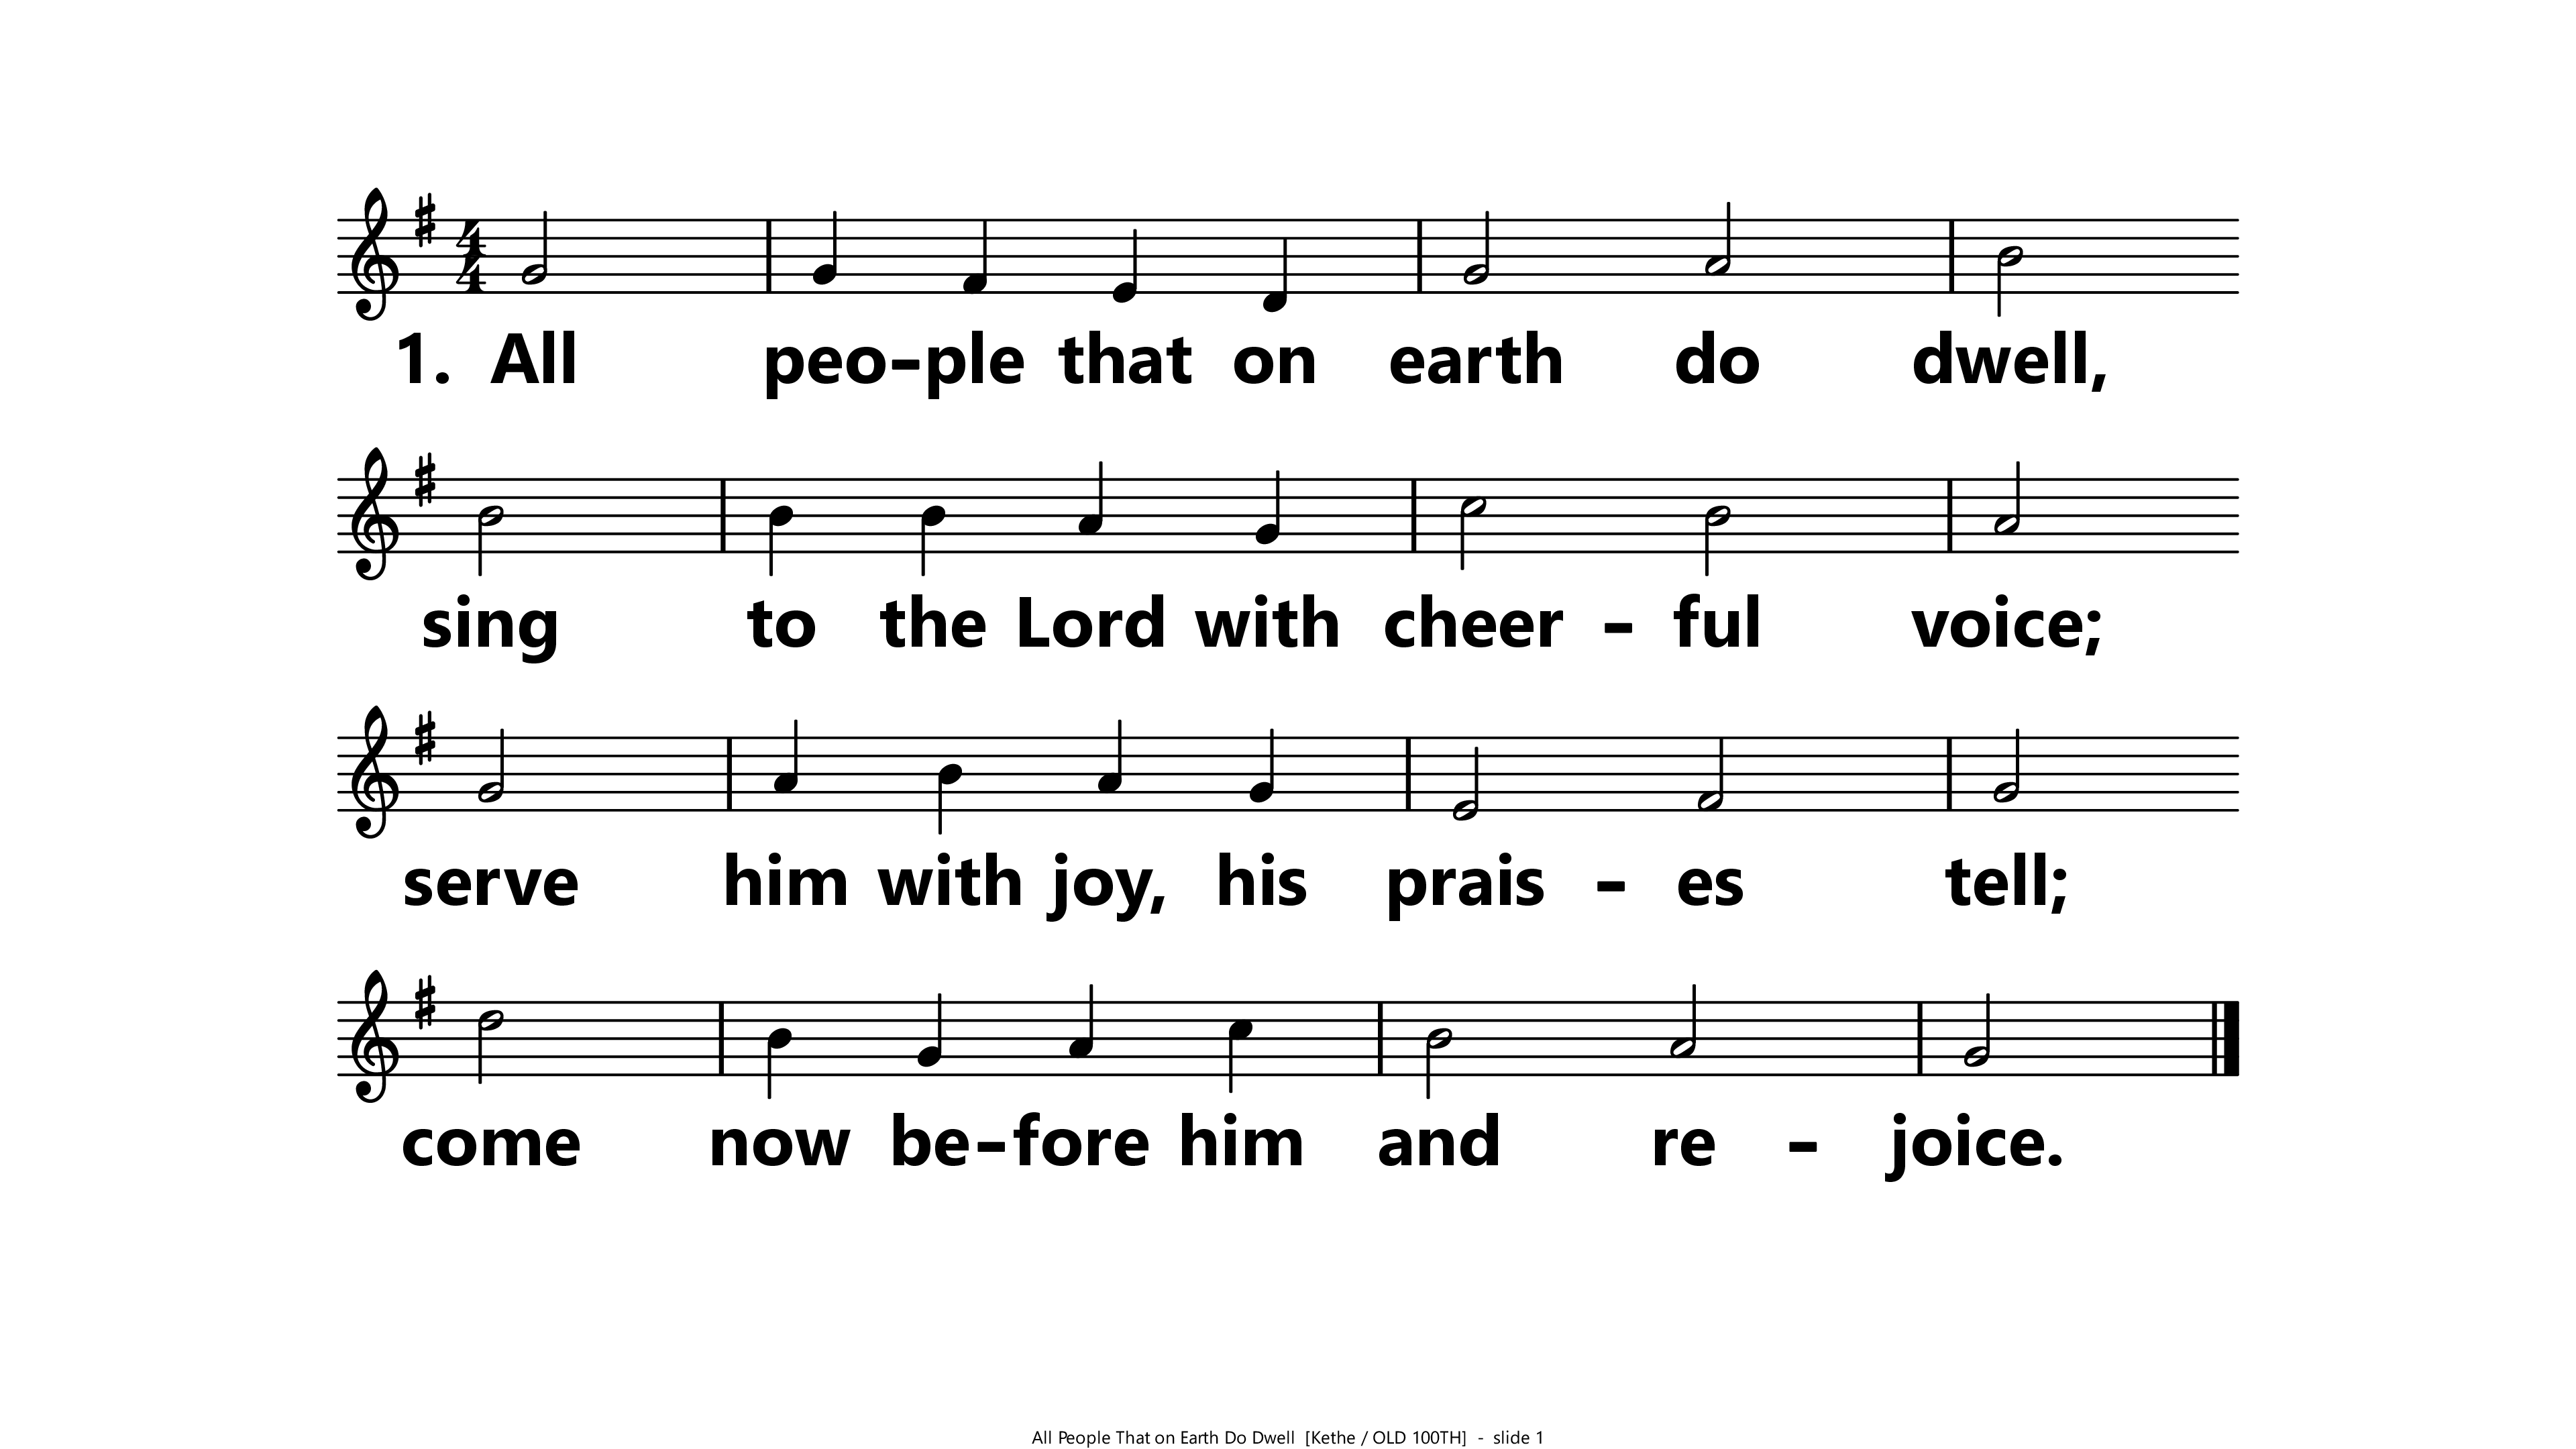 1. All peo-ple that on earth do dwell,
sing to the Lord with cheer - ful voice;
serve him with joy, his prais - es tell;
come now be-fore him and re - joice.
All People That on Earth Do Dwell [Kethe / OLD 100TH] - slide 1